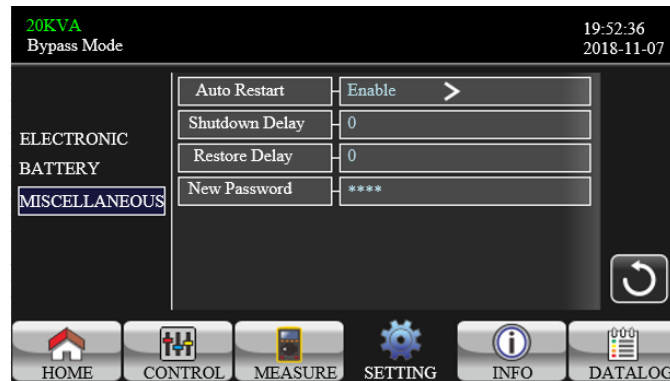 20KVA
Bypass Mode
19:52:36
2018-11-07
ELECTRONIC
BATTERY
MISCELLANEOUS
Auto Restart Enable >
Shutdown Delay 0
Restore Delay 0
New Password ****
HOME CONTROL MEASURE SETTING INFO DATALOG